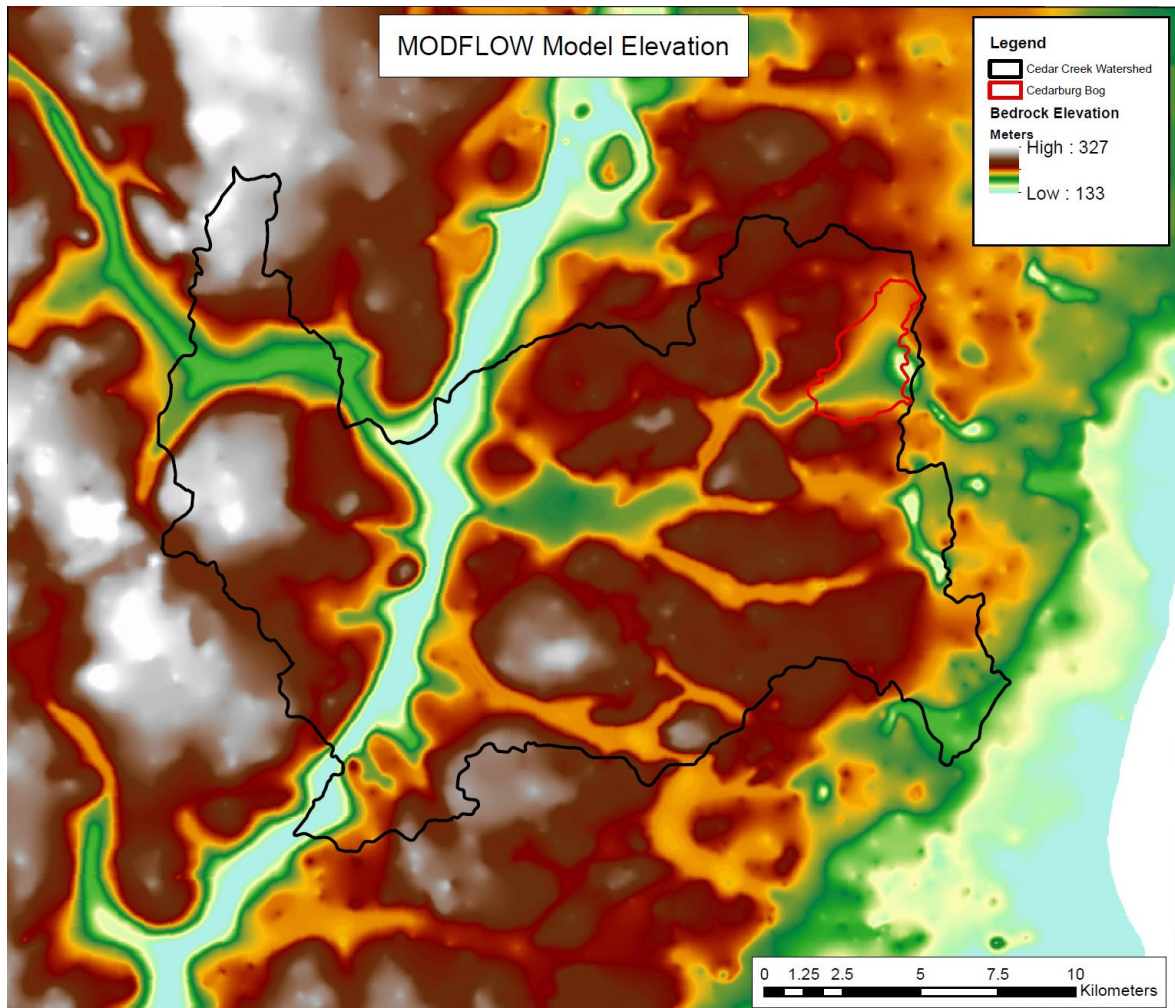 MODFLOW Model Elevation
Legend
Cedar Creek Watershed
Cedarburg Bog
Bedrock Elevation
Meters
High : 327
Low : 133
0 1.25 2.5 5 7.5 10
Kilometers